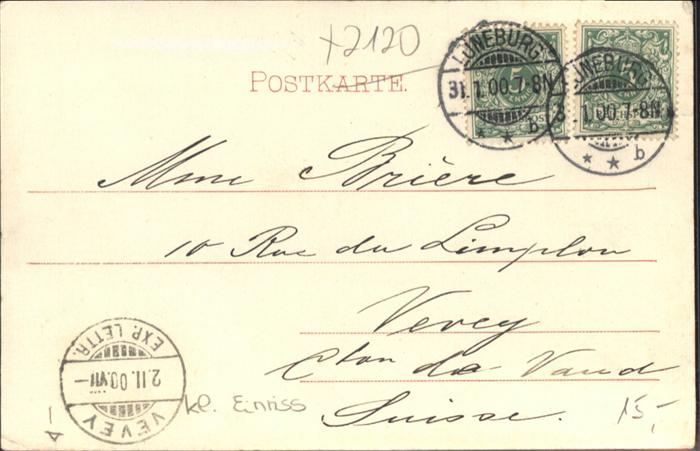 +2120
POSTKARTE.
LÜNEBURG
31.1.00.7-8N
* * b
LÜNEBURG
1.00.7-8N
* * b
5
Mme Brière
10 Rue du Simplon
Vevey
Cton de Vaud
Suisse.
EXP. LETTR.
2.II.00.VII–
VEVEY
kl. Einriss
15,-